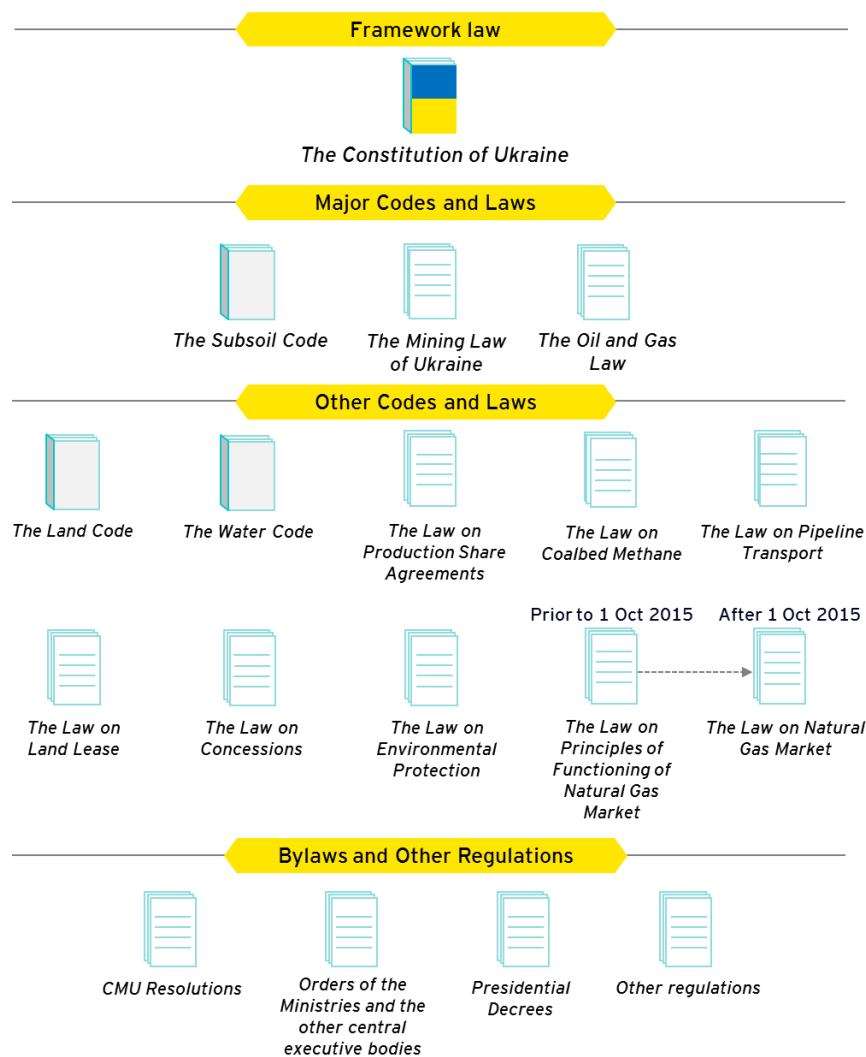 Framework law
The Constitution of Ukraine
Major Codes and Laws
The Subsoil Code
The Mining Law
of Ukraine
The Oil and Gas
Law
Other Codes and Laws
The Land Code
The Water Code
The Law on
Production Share
Agreements
The Law on
Coalbed Methane
The Law on Pipeline
Transport
Prior to 1 Oct 2015
After 1 Oct 2015
The Law on
Land Lease
The Law on
Concessions
The Law on
Environmental
Protection
The Law on
Principles of
Functioning of
Natural Gas
Market
The Law on Natural
Gas Market
Bylaws and Other Regulations
CMU Resolutions
Orders of the
Ministries and the
other central
executive bodies
Presidential
Decrees
Other regulations